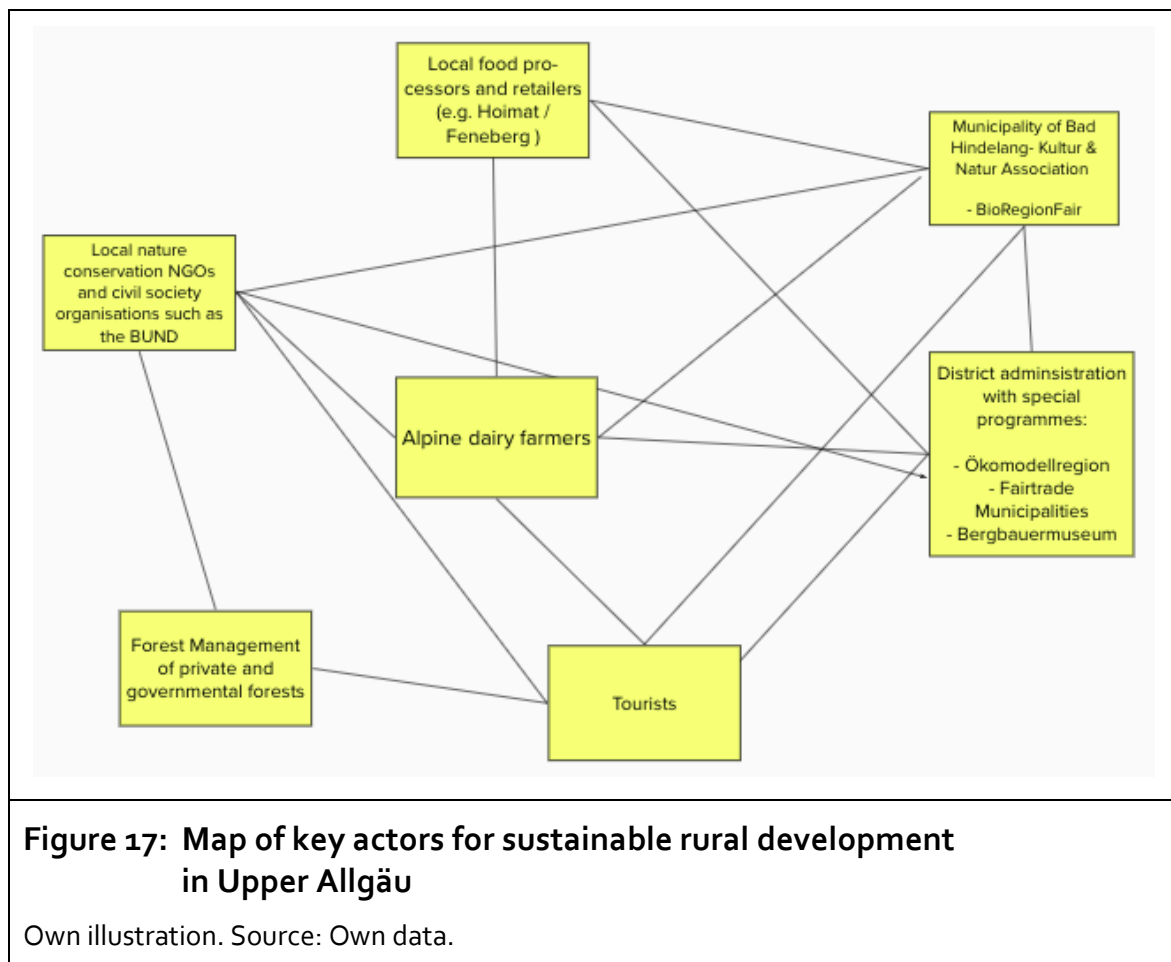 Local food pro-
cessors and retailers
(e.g. Hoimat /
Feneberg )
Municipality of Bad
Hindelang- Kultur &
Natur Association
- BioRegionFair
Local nature
conservation NGOs
and civil society
organisations such as
the BUND
Alpine dairy farmers
District adminsistration
with special
programmes:
- Ökomodellregion
- Fairtrade
Municipalities
- Bergbauermuseum
Forest Management
of private and
governmental forests
Tourists
Figure 17: Map of key actors for sustainable rural development
in Upper Allgäu
Own illustration. Source: Own data.